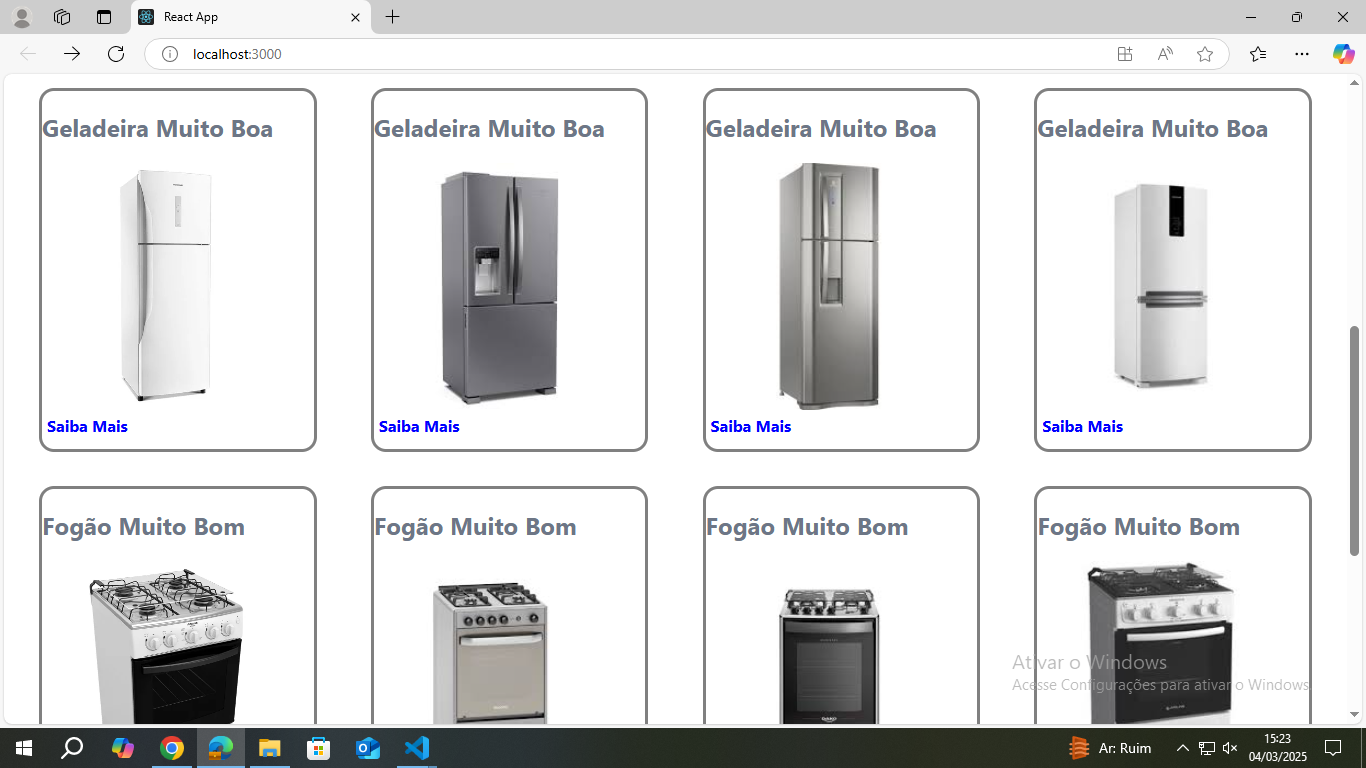 React App
localhost:3000
Geladeira Muito Boa
Geladeira Muito Boa
Geladeira Muito Boa
Geladeira Muito Boa
Saiba Mais
Saiba Mais
Saiba Mais
Saiba Mais
Fogão Muito Bom
Fogão Muito Bom
Fogão Muito Bom
Fogão Muito Bom
Ativar o Windows
Acesse Configurações para ativar o Windows.
Ar: Ruim
15:23
04/03/2025